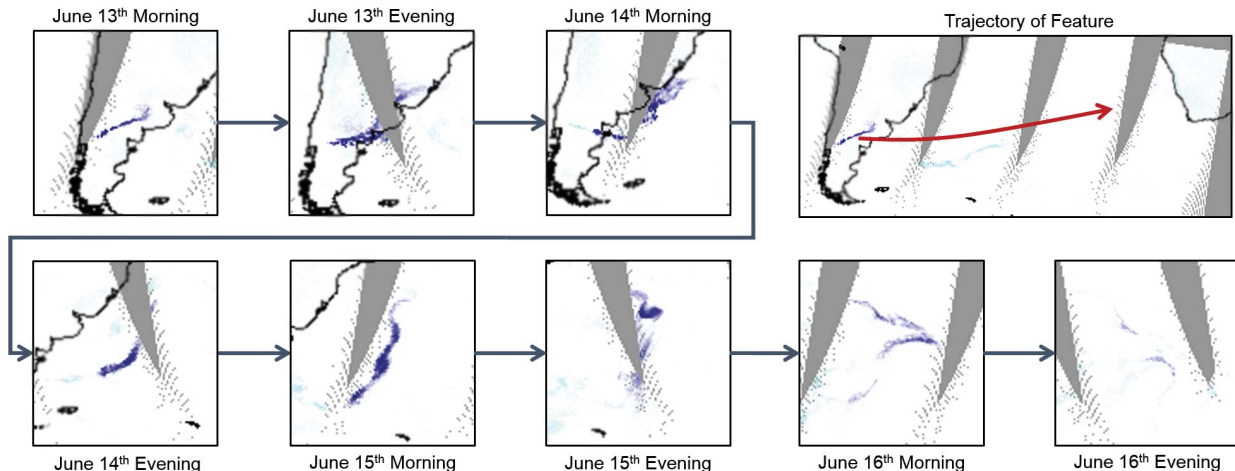 June 13th Morning
June 13th Evening
June 14th Morning
Trajectory of Feature
June 14th Evening
June 15th Morning
June 15th Evening
June 16th Morning
June 16th Evening